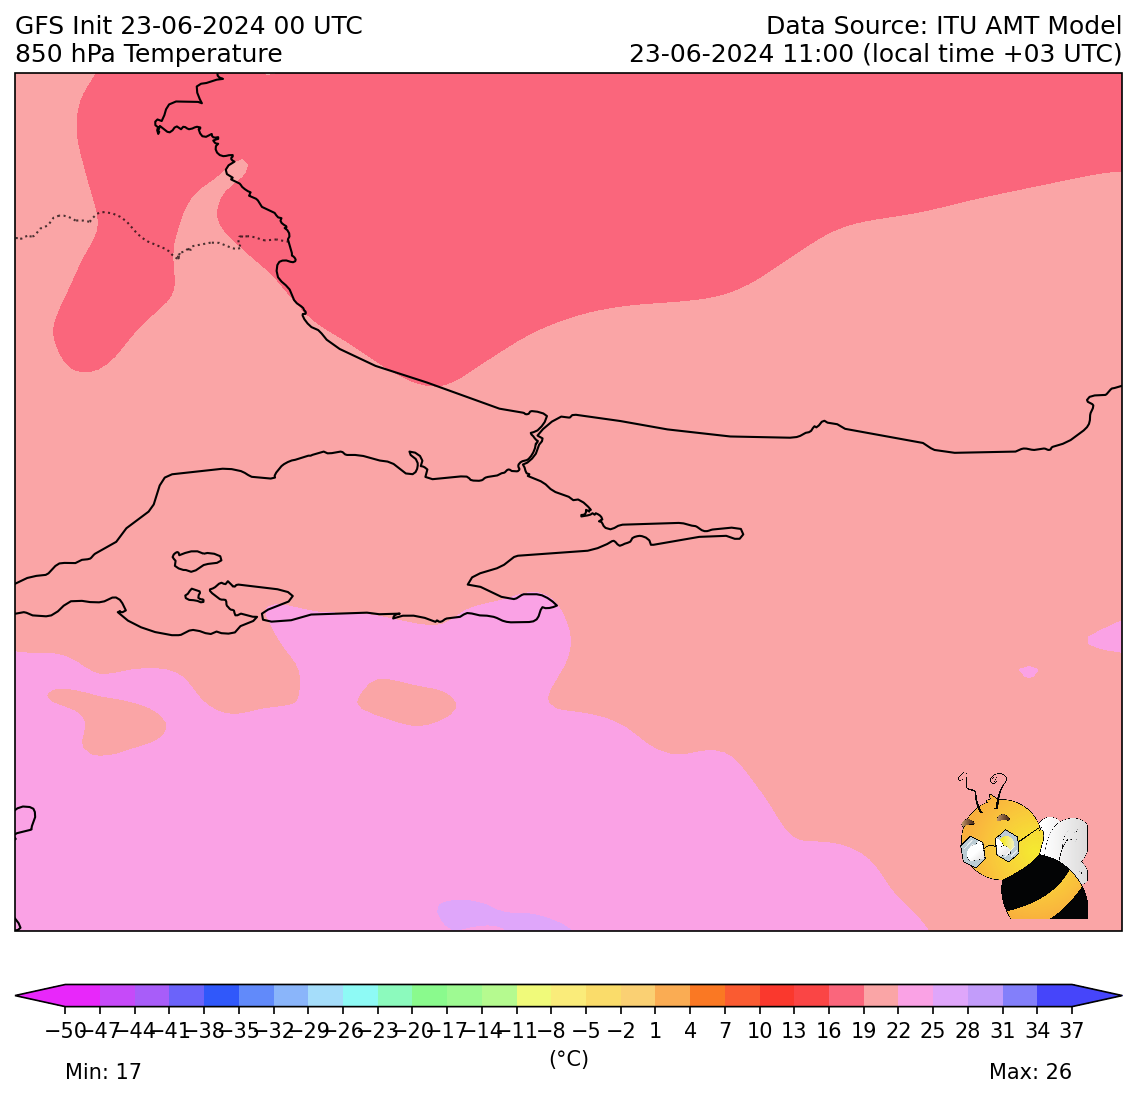 GFS Init 23-06-2024 00 UTC
Data Source: ITU AMT Model
850 hPa Temperature
23-06-2024 11:00 (local time +03 UTC)
−50 −47 −44 −41 −38 −35 −32 −29 −26 −23 −20 −17 −14 −11 −8 −5 −2 1 4 7 10 13 16 19 22 25 28 31 34 37
(°C)
Min: 17
Max: 26